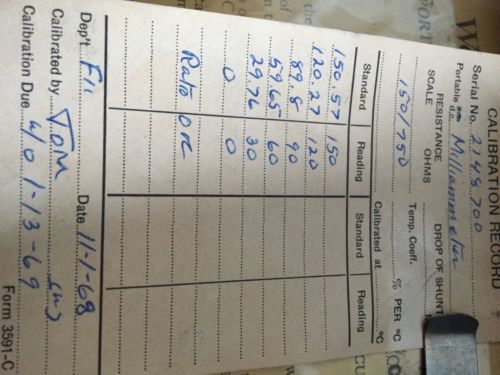 CALIBRATION RECORD
Serial No. 2148700
Portable d.c. Milliammeter
RESISTANCE DROP OF SHUNT
SCALE OHMS Temp. Coeff. % PER °C
150/750
Calibrated at °C
Standard Reading Standard Reading
150.57 150
120.27 120
89.8 90
59.65 60
29.76 30
0 0
Ratio OK
Dep't. F11 Date 11-1-68
Calibrated by TOM
Calibration Due 1-13-69
Form 3591-C